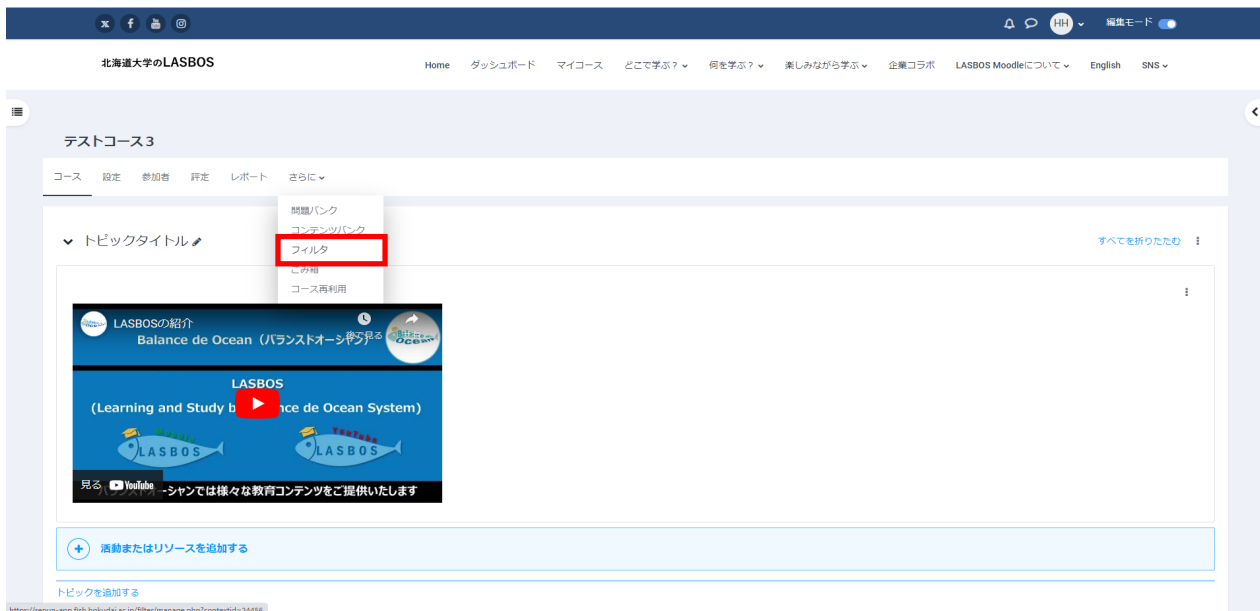 HH
編集モード
北海道大学のLASBOS
Home ダッシュボード マイコース どこで学ぶ? 何を学ぶ? 楽しみながら学ぶ 企業コラボ LASBOS Moodleについて English SNS
テストコース3
コース 設定 参加者 評定 レポート さらに
問題バンク
コンテンツバンク
フィルタ
ごみ箱
コース再利用
トピックタイトル
すべてを折りたたむ
LASBOSの紹介
後で見る
Balance de Ocean(バランスドオーシャン)
LASBOS
(Learning and Study b nce de Ocean System)
Moodle
LASBOS
YouTube
LASBOS
見る YouTube
バランスドオーシャンでは様々な教育コンテンツをご提供いたします
活動またはリソースを追加する
トピックを追加する